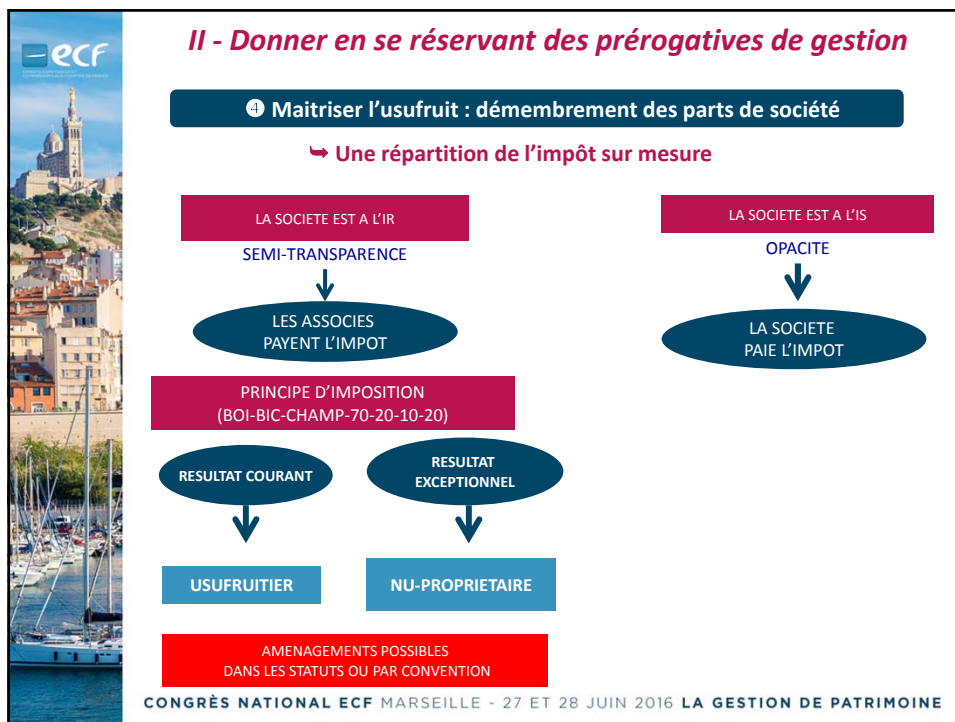 ecf
II - Donner en se réservant des prérogatives de gestion
❹ Maitriser l’usufruit : démembrement des parts de société
➥ Une répartition de l’impôt sur mesure
LA SOCIETE EST A L’IR
LA SOCIETE EST A L’IS
SEMI-TRANSPARENCE
OPACITE
LES ASSOCIES
PAYENT L’IMPOT
LA SOCIETE
PAIE L’IMPOT
PRINCIPE D’IMPOSITION
(BOI-BIC-CHAMP-70-20-10-20)
RESULTAT COURANT
RESULTAT
EXCEPTIONNEL
USUFRUITIER
NU-PROPRIETAIRE
AMENAGEMENTS POSSIBLES
DANS LES STATUTS OU PAR CONVENTION
CONGRÈS NATIONAL ECF MARSEILLE - 27 ET 28 JUIN 2016 LA GESTION DE PATRIMOINE